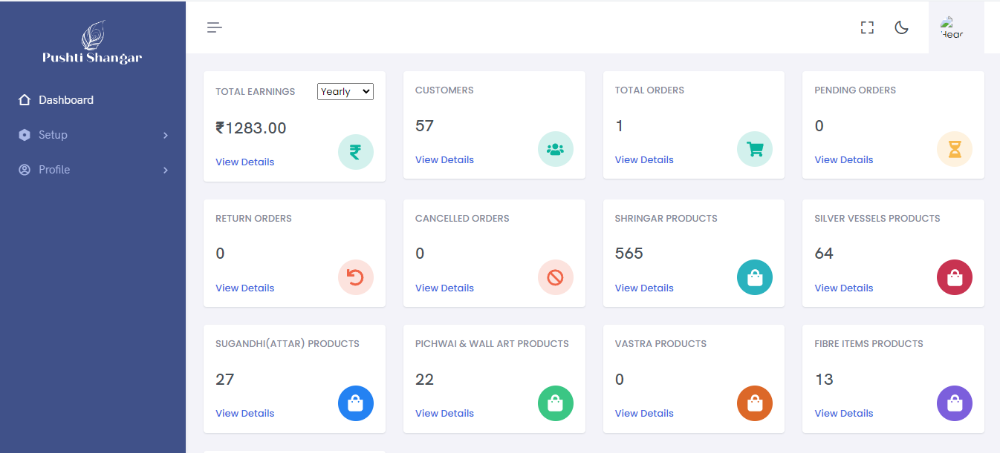 Pushti Shangar
Dashboard
Setup
Profile
Head
TOTAL EARNINGS Yearly
₹1283.00
View Details
CUSTOMERS
57
View Details
TOTAL ORDERS
1
View Details
PENDING ORDERS
0
View Details
RETURN ORDERS
0
View Details
CANCELLED ORDERS
0
View Details
SHRINGAR PRODUCTS
565
View Details
SILVER VESSELS PRODUCTS
64
View Details
SUGANDHI(ATTAR) PRODUCTS
27
View Details
PICHWAI & WALL ART PRODUCTS
22
View Details
VASTRA PRODUCTS
0
View Details
FIBRE ITEMS PRODUCTS
13
View Details